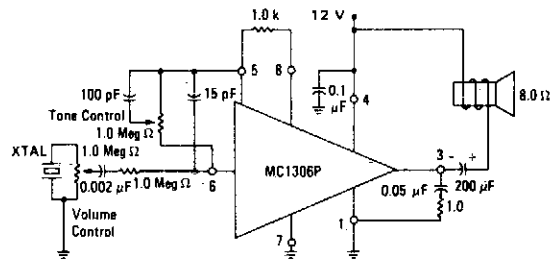 1.0 k
12 V
5
8
100 pF
15 pF
0.1
µF
4
8.0 Ω
Tone Control
1.0 Meg Ω
XTAL
1.0 Meg Ω
MC1306P
3 - +
0.002 µF
1.0 Meg Ω
6
0.05 µF
200 µF
Volume
Control
7
1
1.0